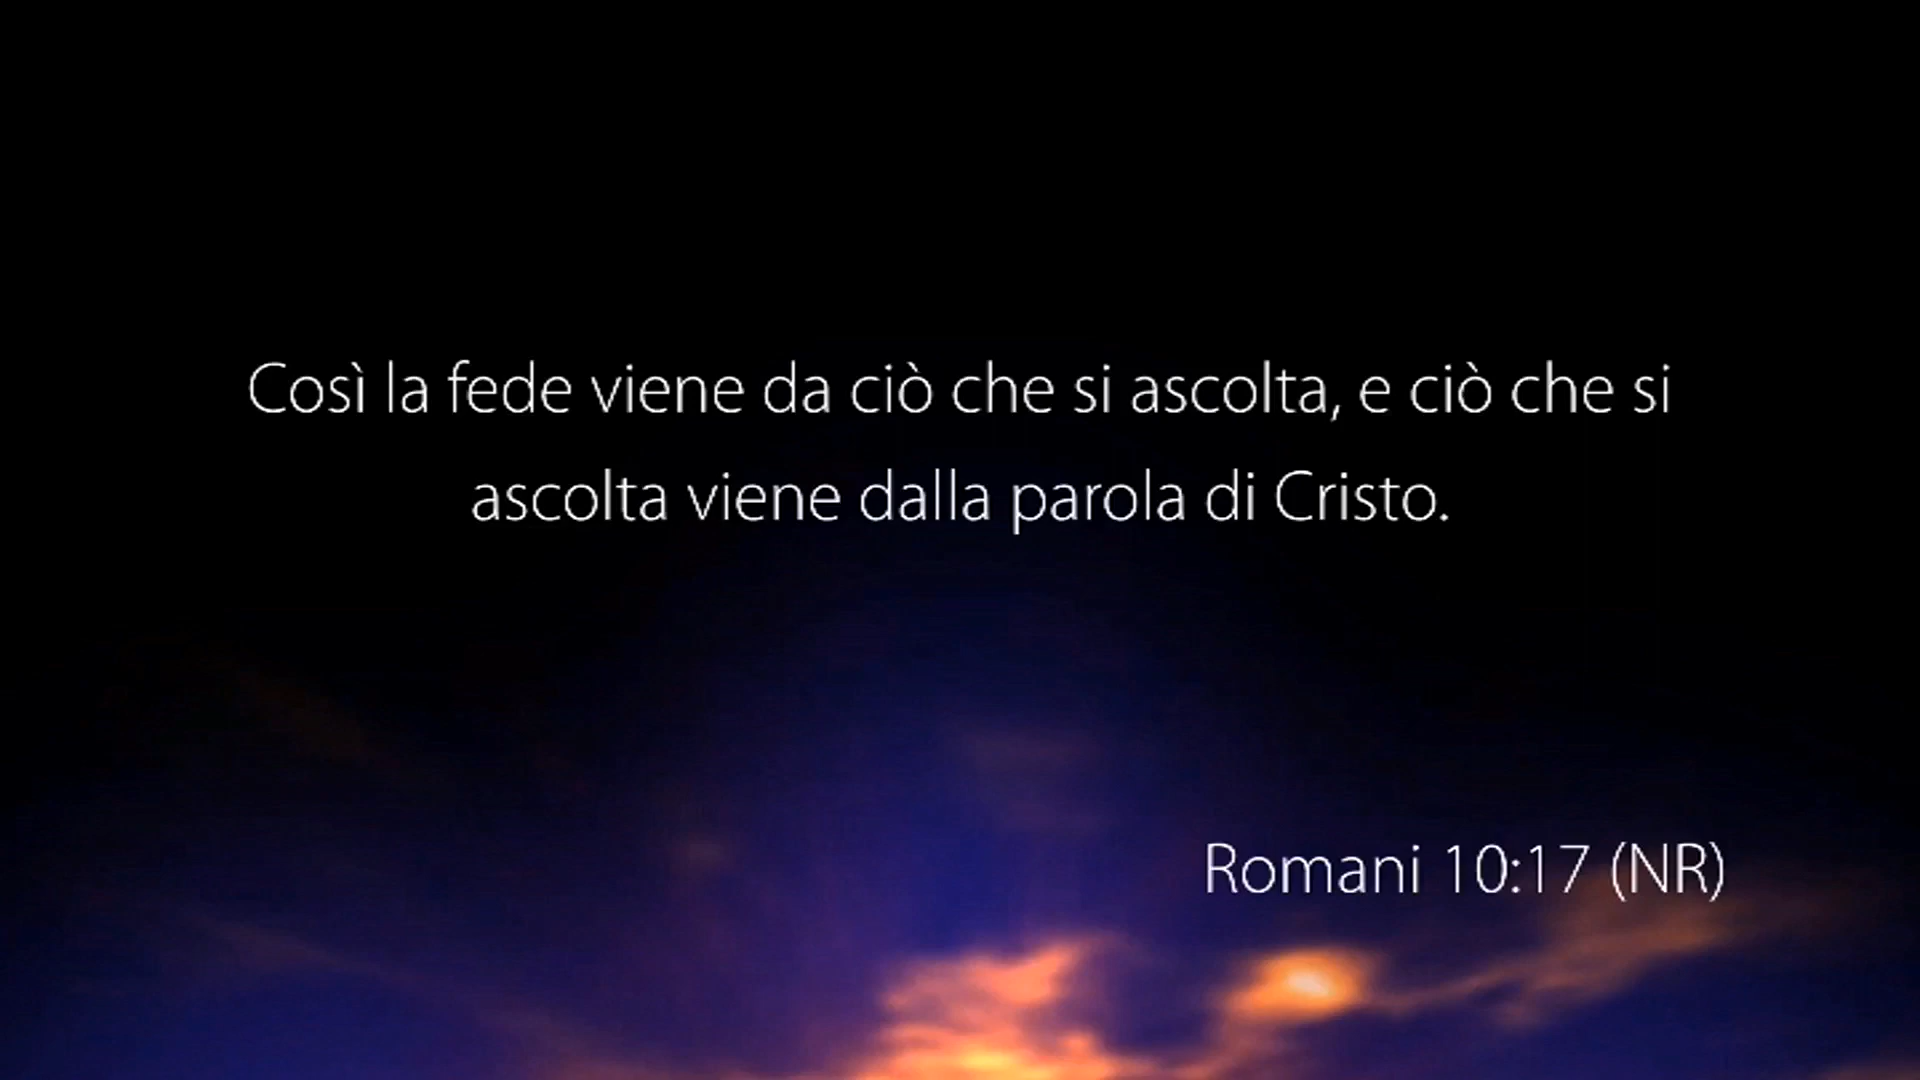 Così la fede viene da ciò che si ascolta, e ciò che si
ascolta viene dalla parola di Cristo.
Romani 10:17 (NR)